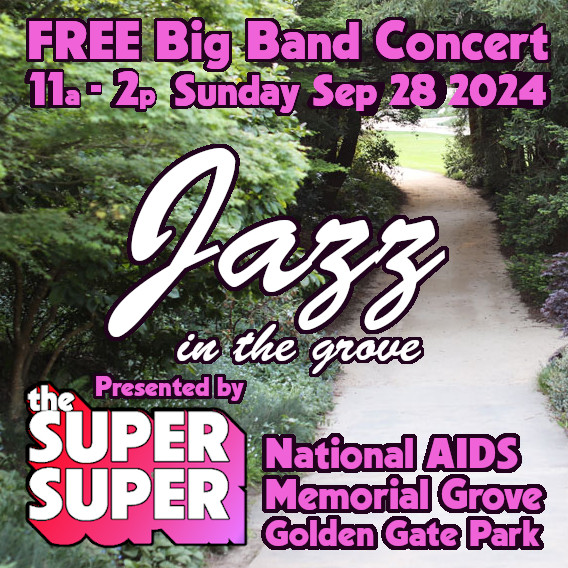 FREE Big Band Concert
11a - 2p Sunday Sep 28 2024
Jazz
in the grove
Presented by
the
SUPER
SUPER
National AIDS
Memorial Grove
Golden Gate Park